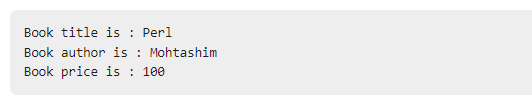 Book title is : Perl
Book author is : Mohtashim
Book price is : 100